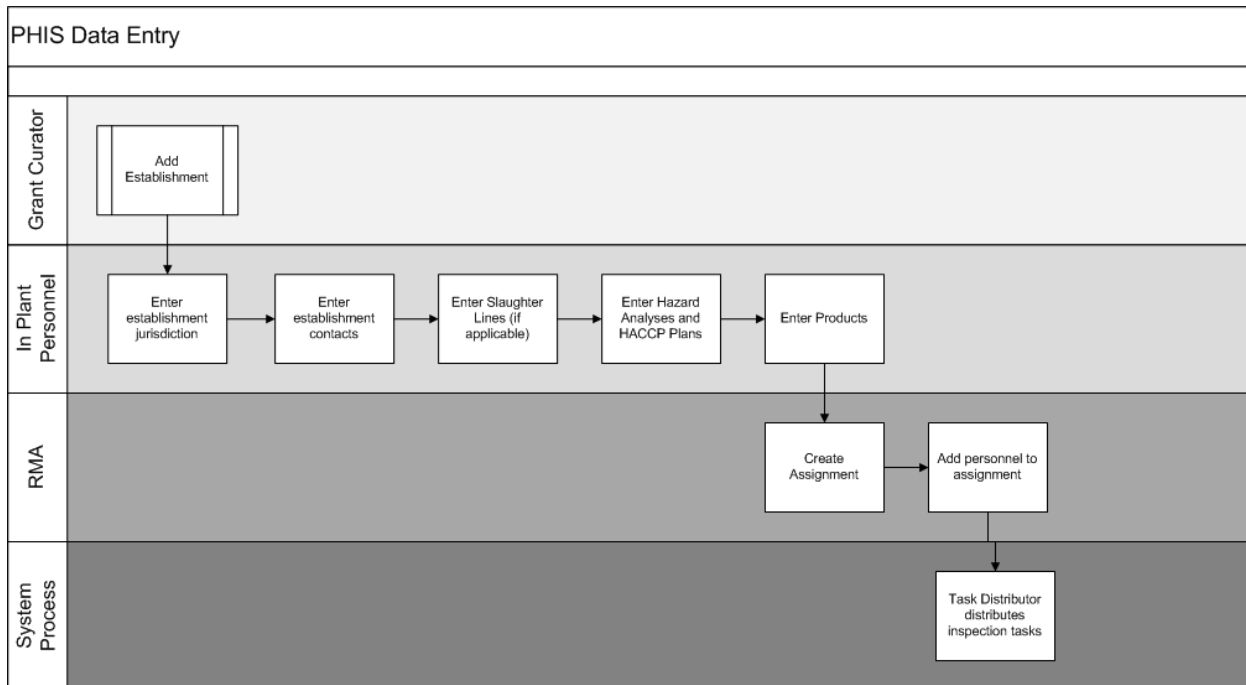 PHIS Data Entry
Grant Curator
Add
Establishment
In Plant
Personnel
Enter
establishment
jurisdiction
Enter
establishment
contacts
Enter Slaughter
Lines (if
applicable)
Enter Hazard
Analyses and
HACCP Plans
Enter Products
RMA
Create
Assignment
Add personnel to
assignment
System
Process
Task Distributor
distributes
inspection tasks